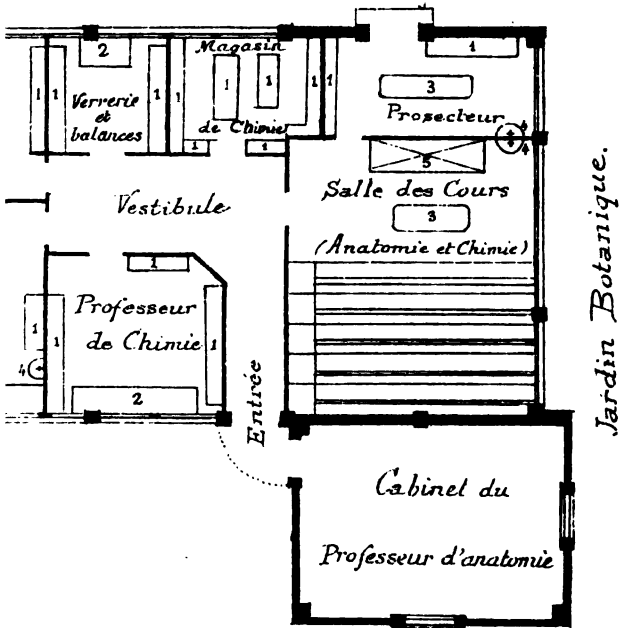 2
Magasin
1
1
1
1
1
1
1
1
1
Verrerie
et
balances
de Chimie
1
1
3
Prosecteur
4
4
5
Salle des Cours
3
(Anatomie et Chimie)
Vestibule
1
Professeur
de Chimie
1
1
1
4
2
Entrée
Jardin Botanique.
Cabinet du
Professeur d'anatomie